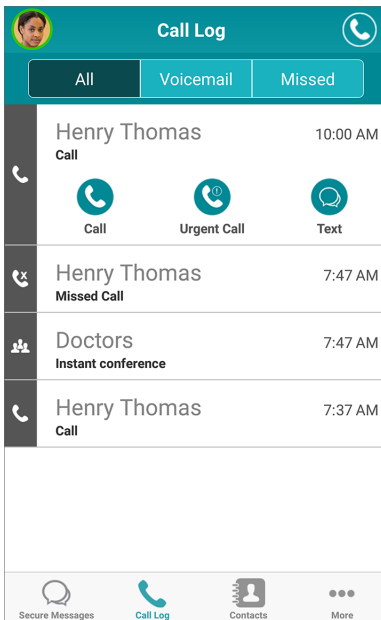 Call Log
All Voicemail Missed
Henry Thomas 10:00 AM
Call
Call Urgent Call Text
Henry Thomas 7:47 AM
Missed Call
Doctors 7:47 AM
Instant conference
Henry Thomas 7:37 AM
Call
Secure Messages Call Log Contacts More